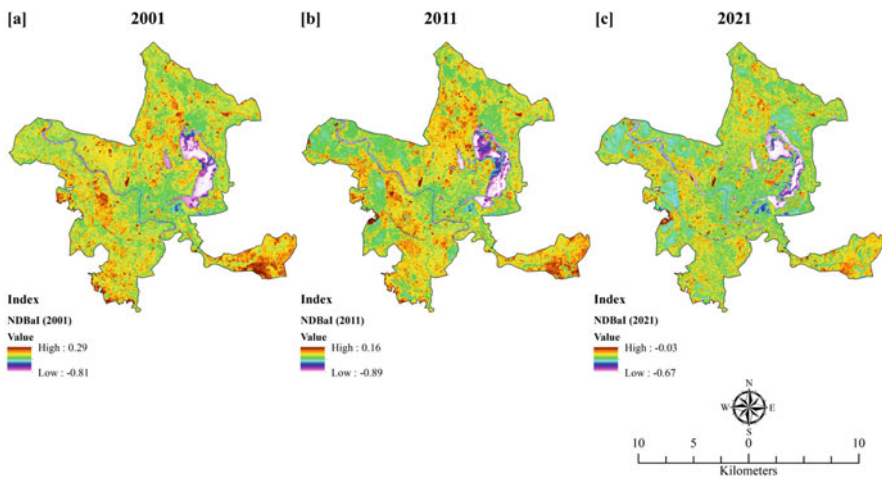 [a] 2001 [b] 2011 [c] 2021
Index Index Index
NDBaI (2001) NDBaI (2011) NDBaI (2021)
Value Value Value
High : 0.29 High : 0.16 High : -0.03
Low : -0.81 Low : -0.89 Low : -0.67
N
W E
S
10 5 0 10
Kilometers